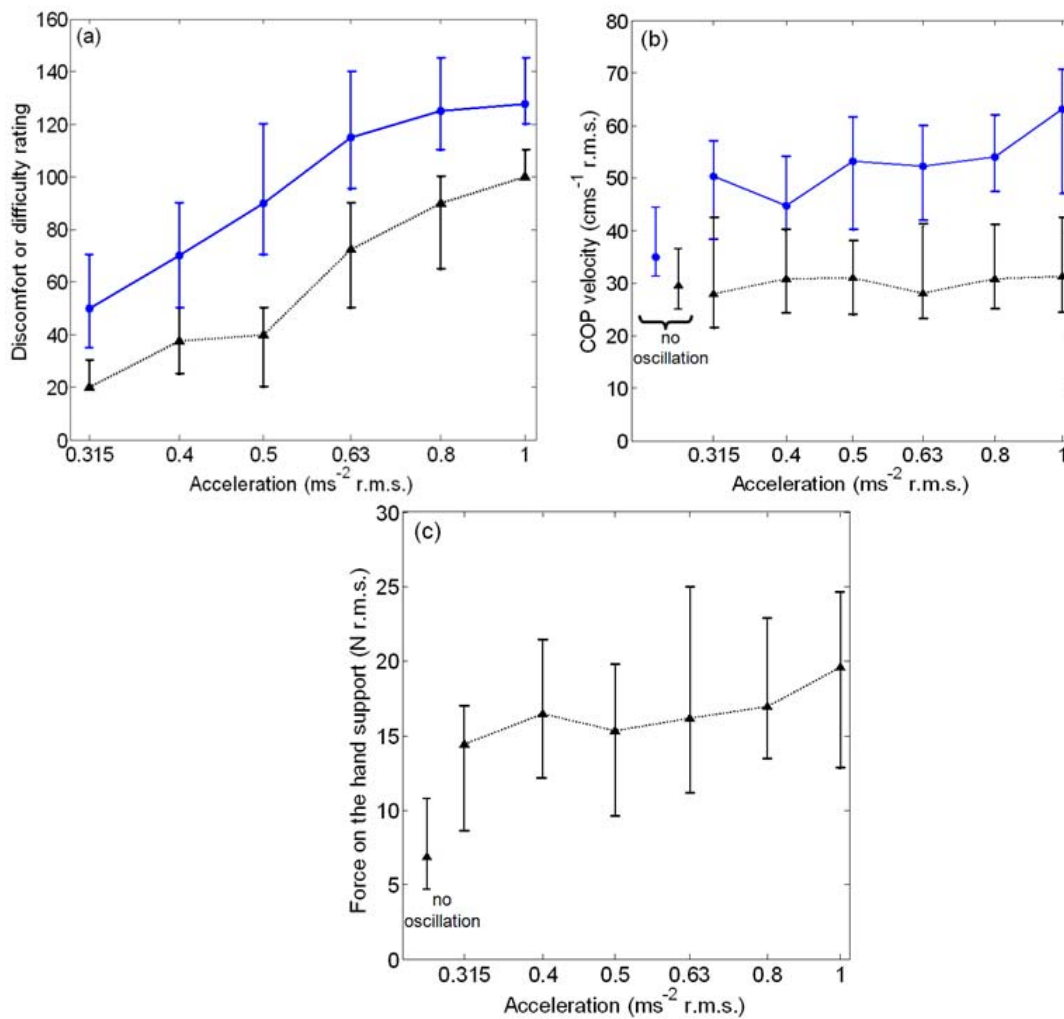 (a)
Discomfort or difficulty rating
160
140
120
100
80
60
40
20
0
0.315 0.4 0.5 0.63 0.8 1
Acceleration (ms⁻² r.m.s.)
(b)
COP velocity (cms⁻¹ r.m.s.)
80
70
60
50
40
30
20
10
0
no
oscillation
0.315 0.4 0.5 0.63 0.8 1
Acceleration (ms⁻² r.m.s.)
(c)
Force on the hand support (N r.m.s.)
30
25
20
15
10
5
0
no
oscillation
0.315 0.4 0.5 0.63 0.8 1
Acceleration (ms⁻² r.m.s.)